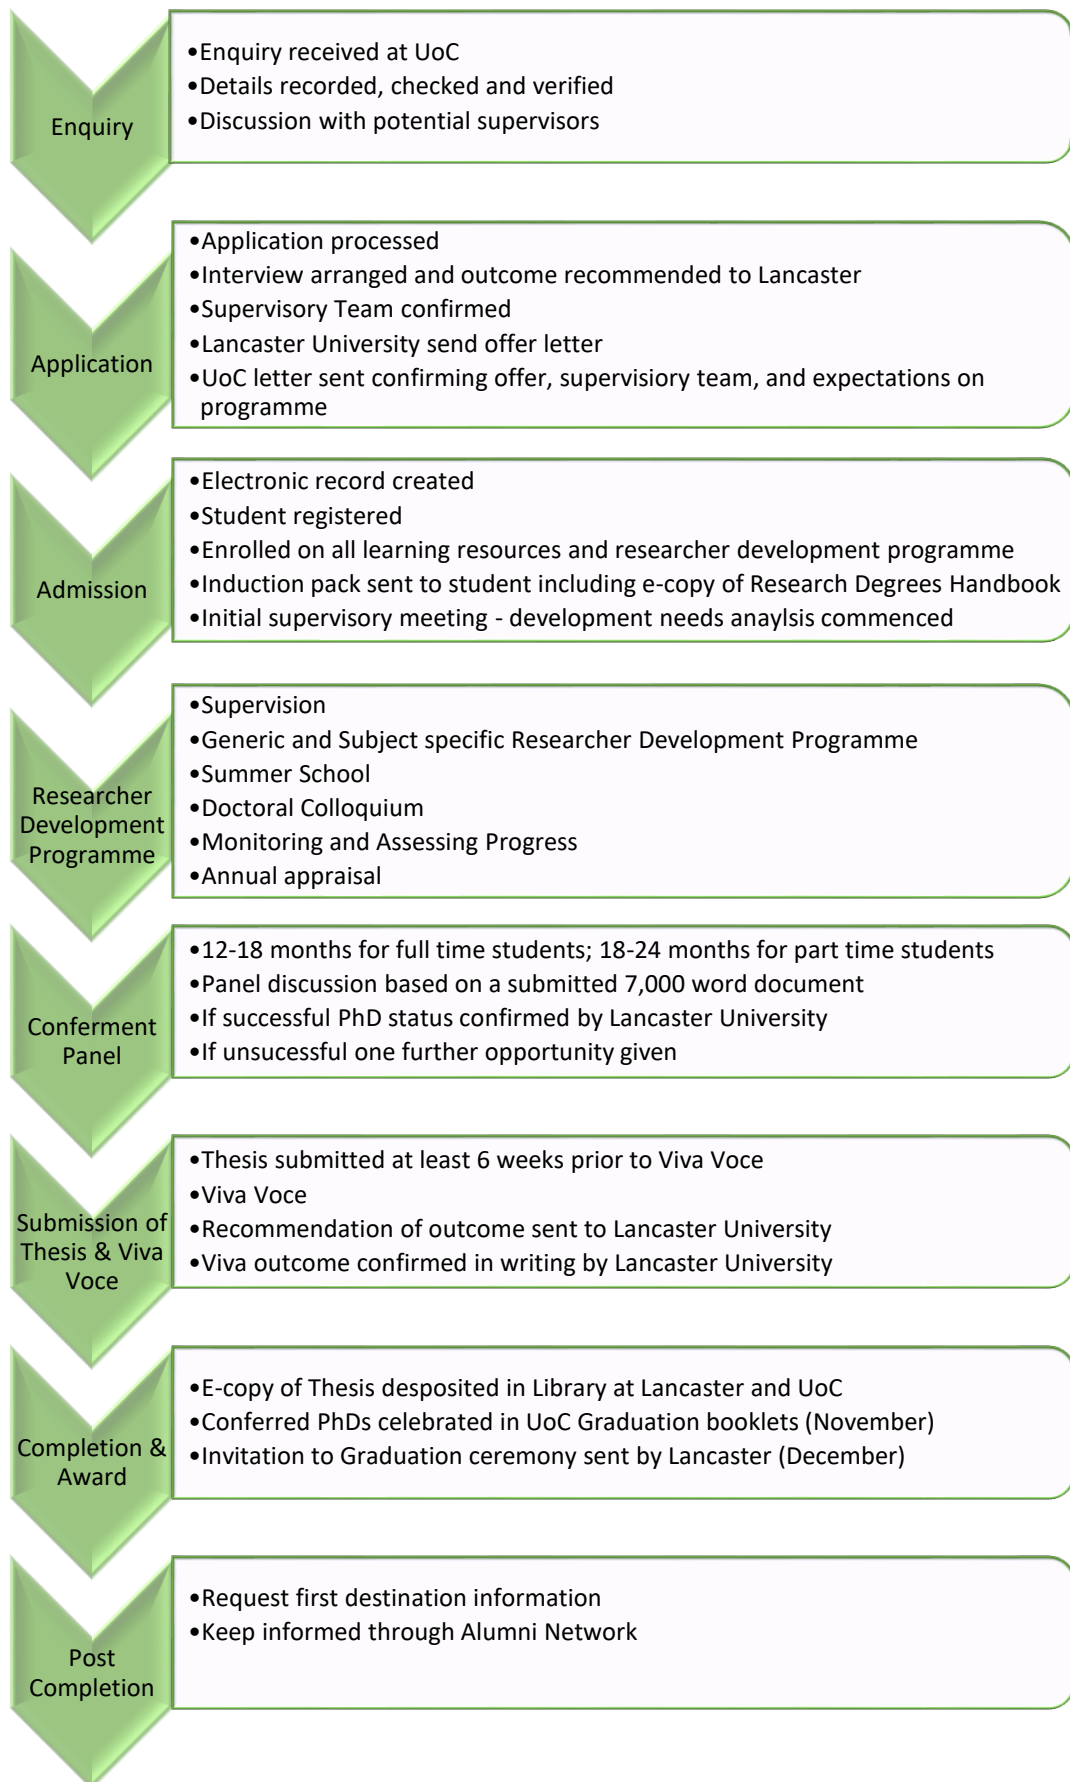 Enquiry
•Enquiry received at UoC
•Details recorded, checked and verified
•Discussion with potential supervisors
Application
•Application processed
•Interview arranged and outcome recommended to Lancaster
•Supervisory Team confirmed
•Lancaster University send offer letter
•UoC letter sent confirming offer, supervisiory team, and expectations on
programme
Admission
•Electronic record created
•Student registered
•Enrolled on all learning resources and researcher development programme
•Induction pack sent to student including e-copy of Research Degrees Handbook
•Initial supervisory meeting - development needs anaylsis commenced
Researcher
Development
Programme
•Supervision
•Generic and Subject specific Researcher Development Programme
•Summer School
•Doctoral Colloquium
•Monitoring and Assessing Progress
•Annual appraisal
Conferment
Panel
•12-18 months for full time students; 18-24 months for part time students
•Panel discussion based on a submitted 7,000 word document
•If successful PhD status confirmed by Lancaster University
•If unsucessful one further opportunity given
Submission of
Thesis & Viva
Voce
•Thesis submitted at least 6 weeks prior to Viva Voce
•Viva Voce
•Recommendation of outcome sent to Lancaster University
•Viva outcome confirmed in writing by Lancaster University
Completion &
Award
•E-copy of Thesis desposited in Library at Lancaster and UoC
•Conferred PhDs celebrated in UoC Graduation booklets (November)
•Invitation to Graduation ceremony sent by Lancaster (December)
Post
Completion
•Request first destination information
•Keep informed through Alumni Network